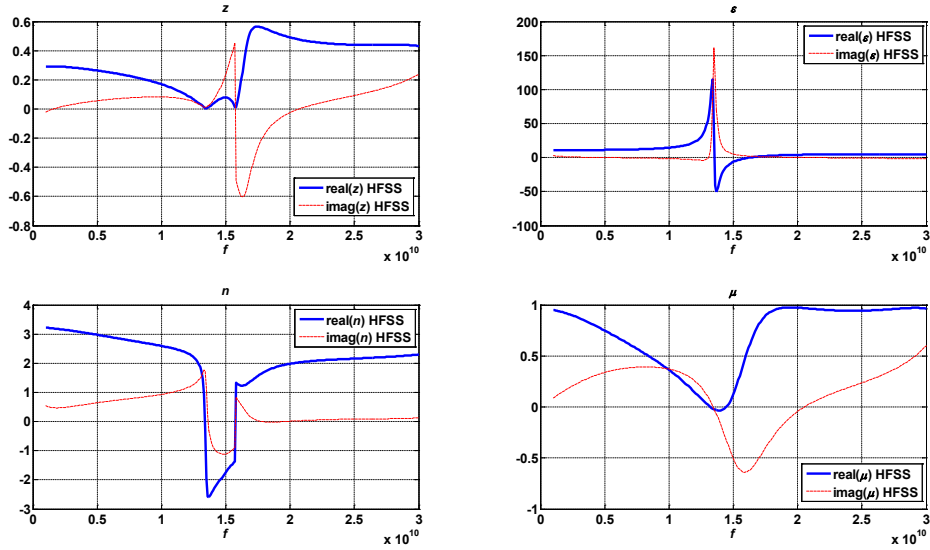 z
0.6
0.4
0.2
0
-0.2
-0.4
-0.6
-0.8
real(z) HFSS
imag(z) HFSS
0 0.5 1 1.5 2 2.5 3
f
x 10^10
ε
200
150
100
50
0
-50
-100
real(ε) HFSS
imag(ε) HFSS
0 0.5 1 1.5 2 2.5 3
f
x 10^10
n
4
3
2
1
0
-1
-2
-3
real(n) HFSS
imag(n) HFSS
0 0.5 1 1.5 2 2.5 3
f
x 10^10
μ
1
0.5
0
-0.5
-1
real(μ) HFSS
imag(μ) HFSS
0 0.5 1 1.5 2 2.5 3
f
x 10^10